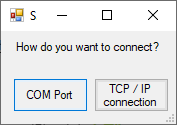 S
How do you want to connect?
COM Port
TCP / IP
connection